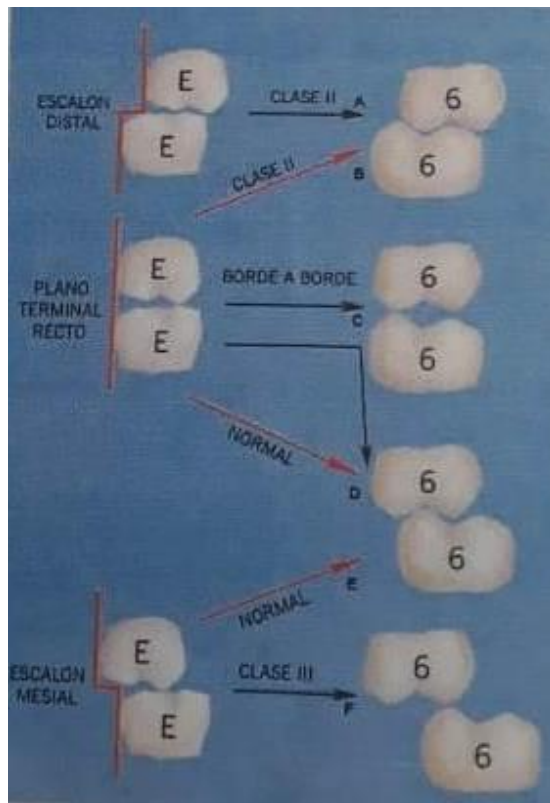 E
ESCALON
DISTAL
CLASE II
A
6
E
6
CLASE II
B
E
PLANO
TERMINAL
RECTO
BORDE A BORDE
6
C
E
6
NORMAL
6
D
6
E
NORMAL
E
ESCALON
MESIAL
CLASE III
6
F
E
6